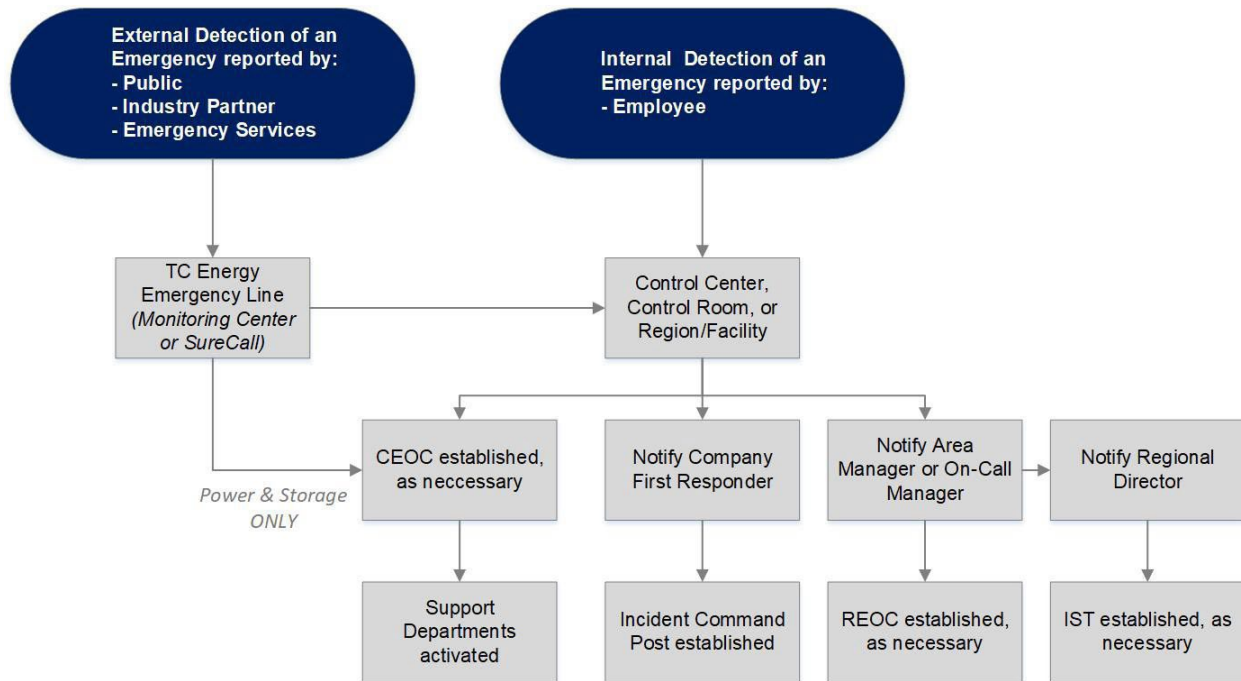 External Detection of an
Emergency reported by:
- Public
- Industry Partner
- Emergency Services
Internal  Detection of an
Emergency reported by:
- Employee
TC Energy
Emergency Line
(Monitoring Center
or SureCall)
Control Center,
Control Room, or
Region/Facility
CEOC established,
as neccessary
Notify Company
First Responder
Notify Area
Manager or On-Call
Manager
Notify Regional
Director
Power & Storage
ONLY
Support
Departments
activated
Incident Command
Post established
REOC established,
as necessary
IST established, as
necessary